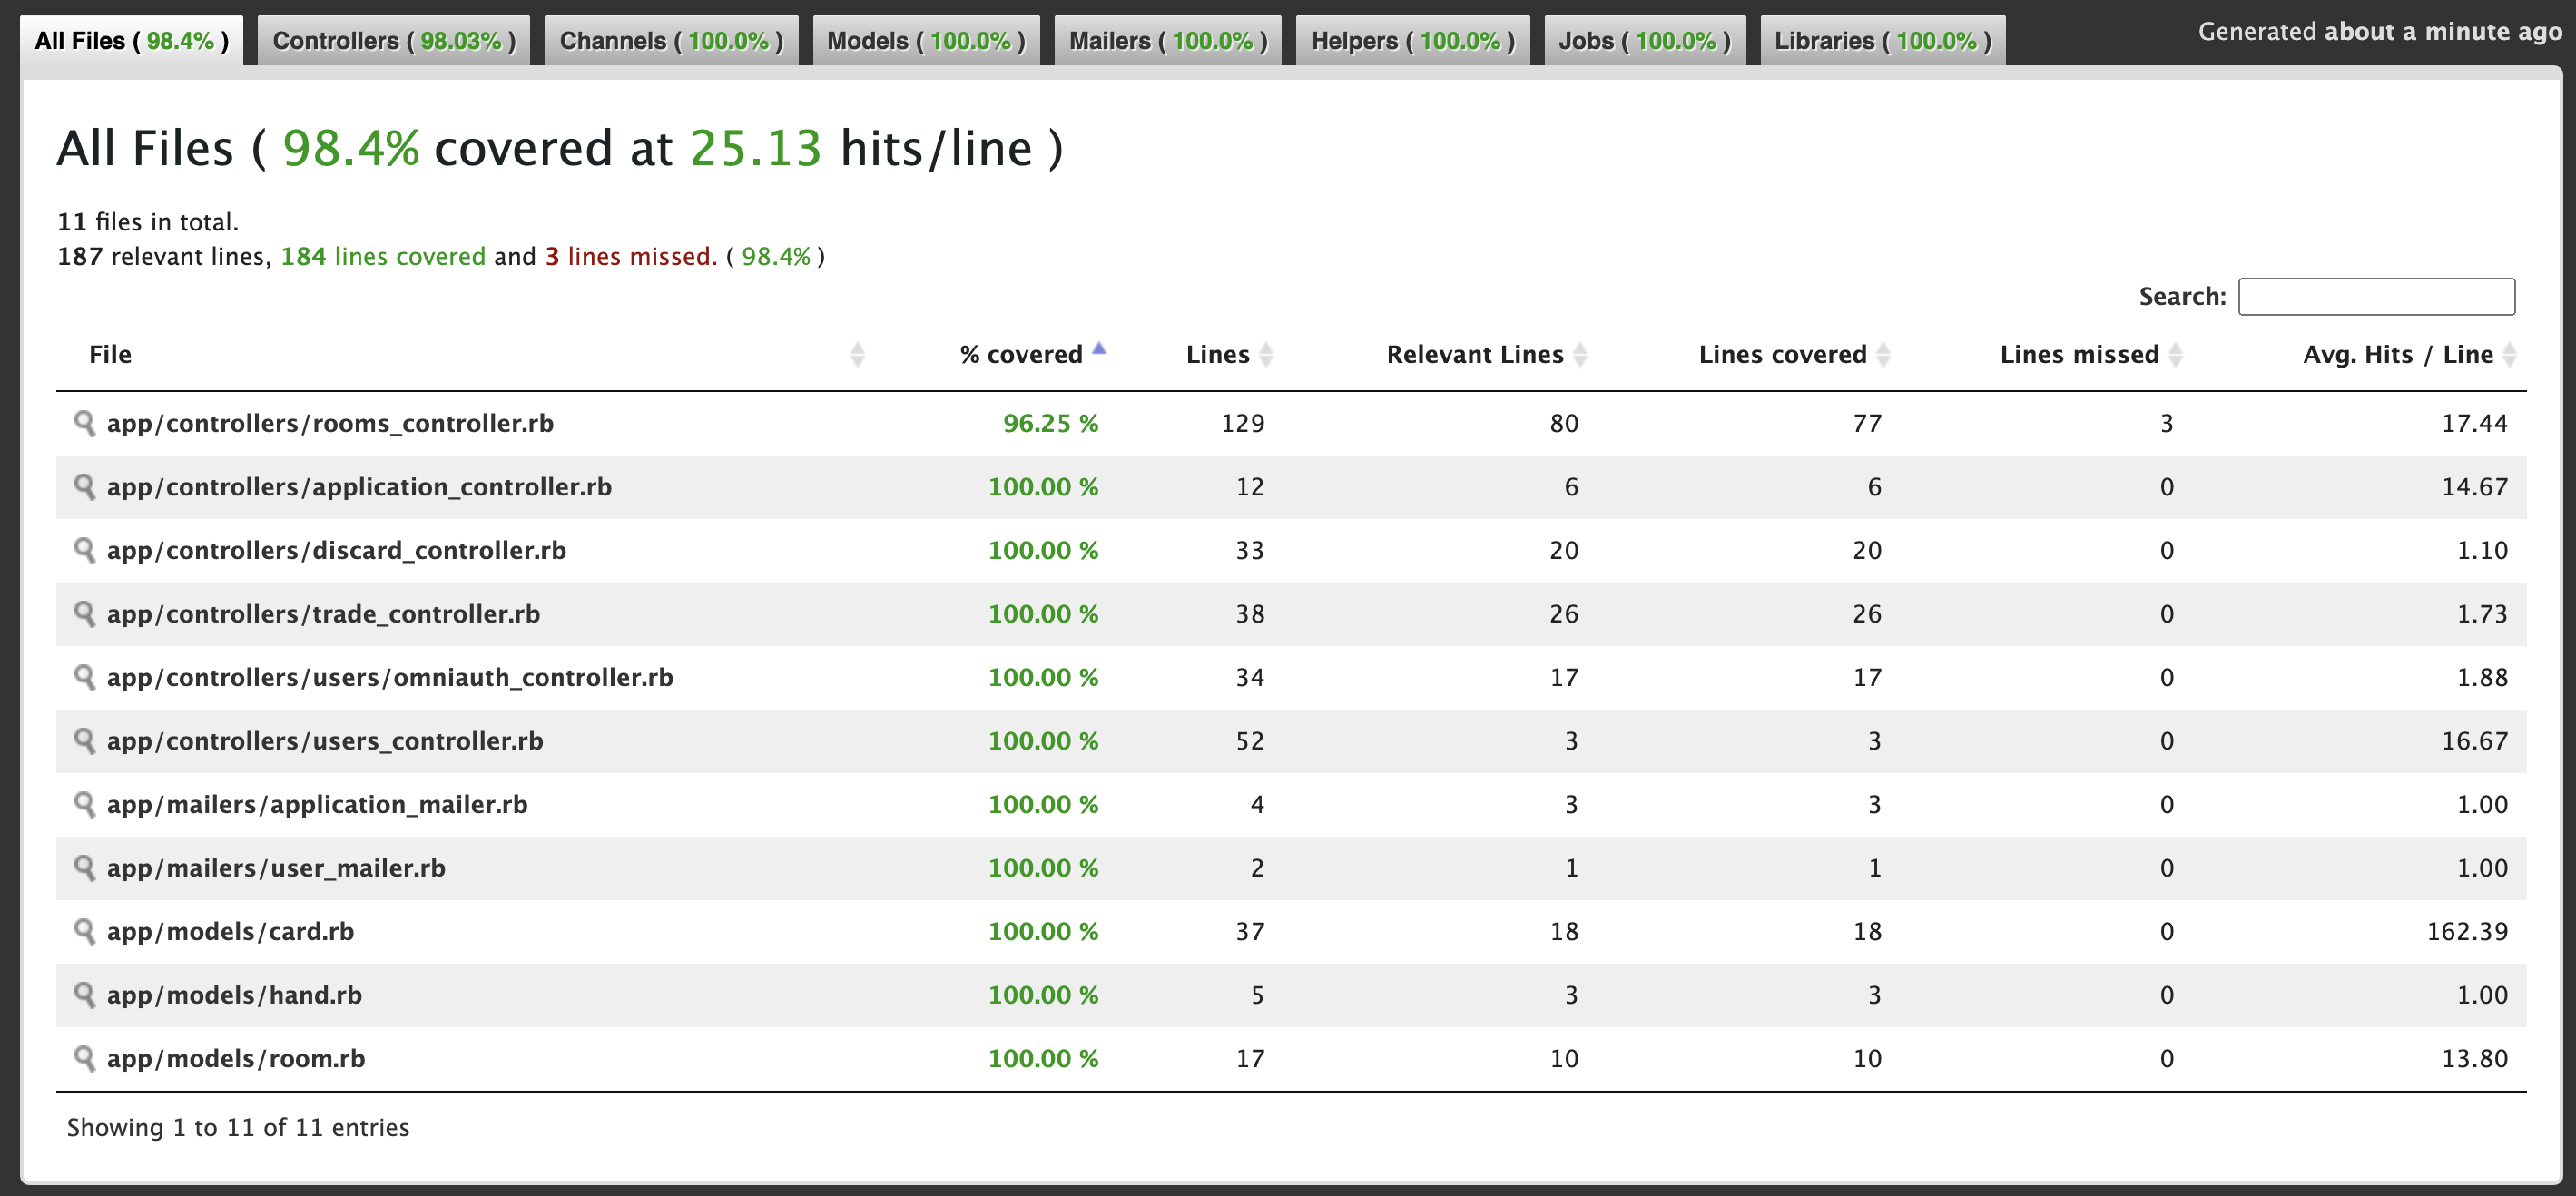 All Files ( 98.4% ) Controllers ( 98.03% ) Channels ( 100.0% ) Models ( 100.0% ) Mailers ( 100.0% ) Helpers ( 100.0% ) Jobs ( 100.0% ) Libraries ( 100.0% ) Generated about a minute ago
All Files ( 98.4% covered at 25.13 hits/line )
11 files in total.
187 relevant lines, 184 lines covered and 3 lines missed. ( 98.4% )
Search:
File % covered Lines Relevant Lines Lines covered Lines missed Avg. Hits / Line
app/controllers/rooms_controller.rb 96.25 % 129 80 77 3 17.44
app/controllers/application_controller.rb 100.00 % 12 6 6 0 14.67
app/controllers/discard_controller.rb 100.00 % 33 20 20 0 1.10
app/controllers/trade_controller.rb 100.00 % 38 26 26 0 1.73
app/controllers/users/omniauth_controller.rb 100.00 % 34 17 17 0 1.88
app/controllers/users_controller.rb 100.00 % 52 3 3 0 16.67
app/mailers/application_mailer.rb 100.00 % 4 3 3 0 1.00
app/mailers/user_mailer.rb 100.00 % 2 1 1 0 1.00
app/models/card.rb 100.00 % 37 18 18 0 162.39
app/models/hand.rb 100.00 % 5 3 3 0 1.00
app/models/room.rb 100.00 % 17 10 10 0 13.80
Showing 1 to 11 of 11 entries